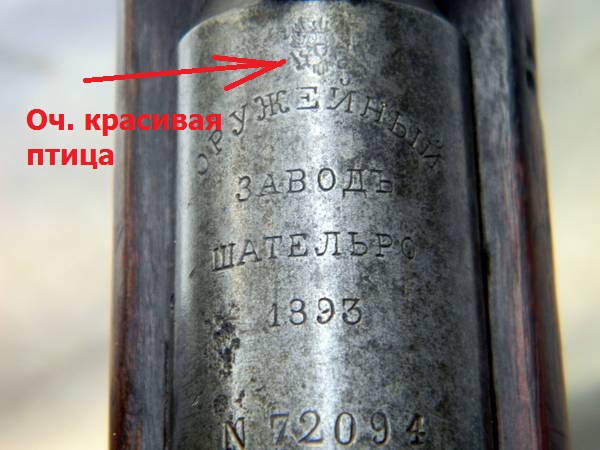 Оч. красивая
птица
ОРУЖЕЙНЫЙ
ЗАВОДЪ
ШАТЕЛЬРО
1893
N 72094